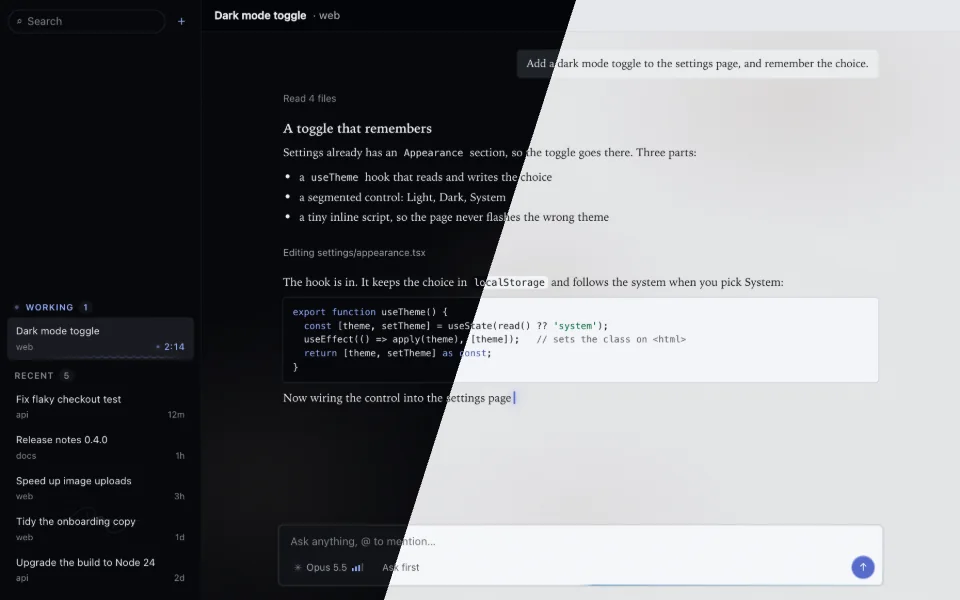 Search
+
WORKING 1
Dark mode toggle
web 2:14
RECENT 5
Fix flaky checkout test
api 12m
Release notes 0.4.0
docs 1h
Speed up image uploads
web 3h
Tidy the onboarding copy
web 1d
Upgrade the build to Node 24
api 2d
Dark mode toggle · web
Add a dark mode toggle to the settings page, and remember the choice.
Read 4 files
A toggle that remembers
Settings already has an Appearance section, so the toggle goes there. Three parts:
• a useTheme hook that reads and writes the choice
• a segmented control: Light, Dark, System
• a tiny inline script, so the page never flashes the wrong theme
Editing settings/appearance.tsx
The hook is in. It keeps the choice in localStorage and follows the system when you pick System:
export function useTheme() {
  const [theme, setTheme] = useState(read() ?? 'system');
  useEffect(() => apply(theme), [theme]);   // sets the class on <html>
  return [theme, setTheme] as const;
}
Now wiring the control into the settings page
Ask anything, @ to mention...
Opus 5.5 Ask first